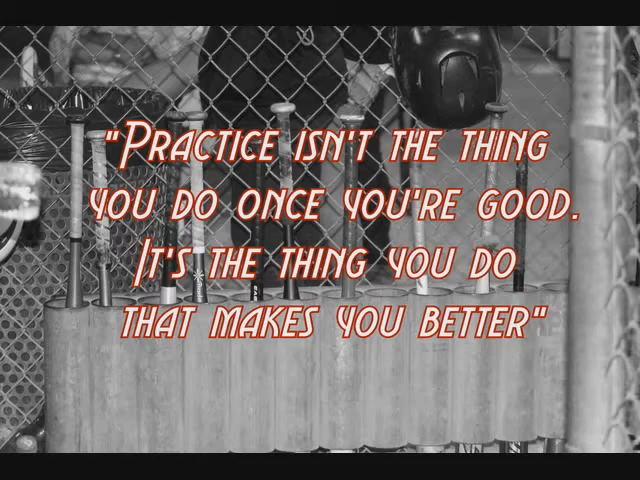 "Practice isn't the thing
you do once you're good.
It's the thing you do
that makes you better"